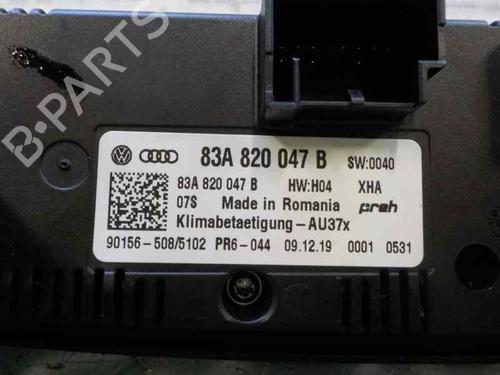 83A 820 047 B SW:0040
83A 820 047 B HW:H04 XHA
07S Made in Romania preh
Klimabetaetigung-AU37x
90156-508/5102 PR6-044 09.12.19 0001 0531
B-PARTS